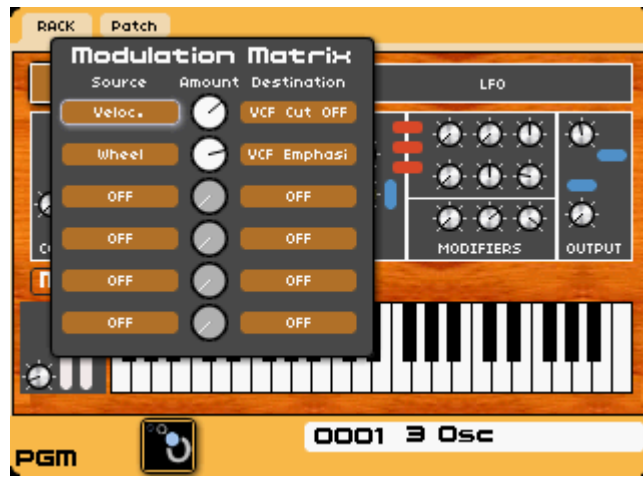 RACK Patch
Modulation Matrix
Source Amount Destination
LFO
Veloc. VCF Cut OFF
Wheel VCF Emphasi
OFF OFF
OFF OFF
MODIFIERS OUTPUT
OFF OFF
OFF OFF
0001 3 Osc
PGM